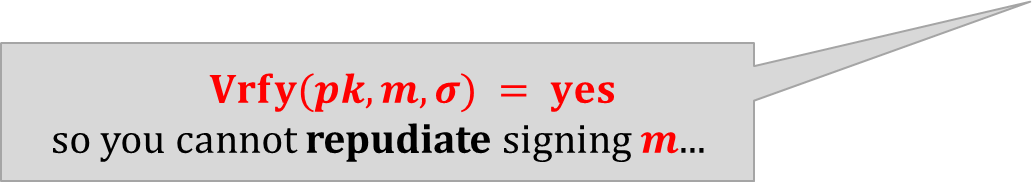 Vrfy(pk, m, σ) = yes
so you cannot repudiate signing m...